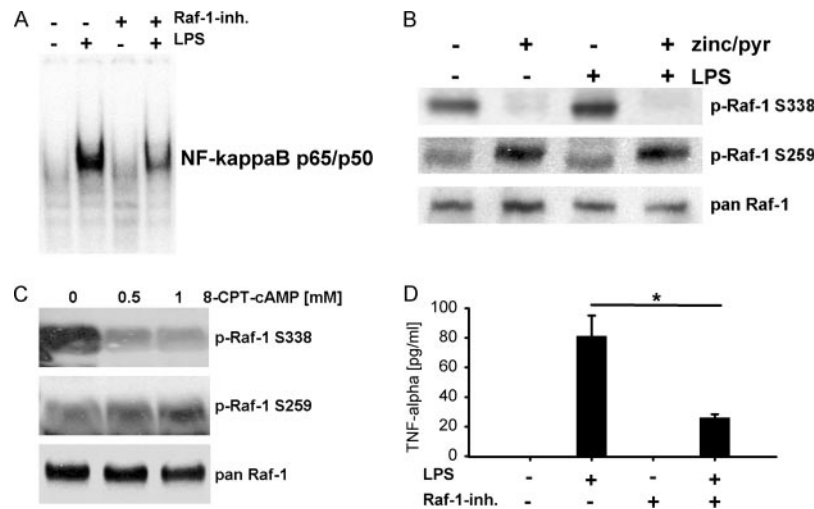 A
- - + + Raf-1-inh.
- + - + LPS
NF-kappaB p65/p50
B
- + - + zinc/pyr
- - + + LPS
p-Raf-1 S338
p-Raf-1 S259
pan Raf-1
C
0 0.5 1 8-CPT-cAMP [mM]
p-Raf-1 S338
p-Raf-1 S259
pan Raf-1
D
TNF-alpha [pg/ml]
100
80
60
40
20
0
*
LPS - + - +
Raf-1-inh. - - + +